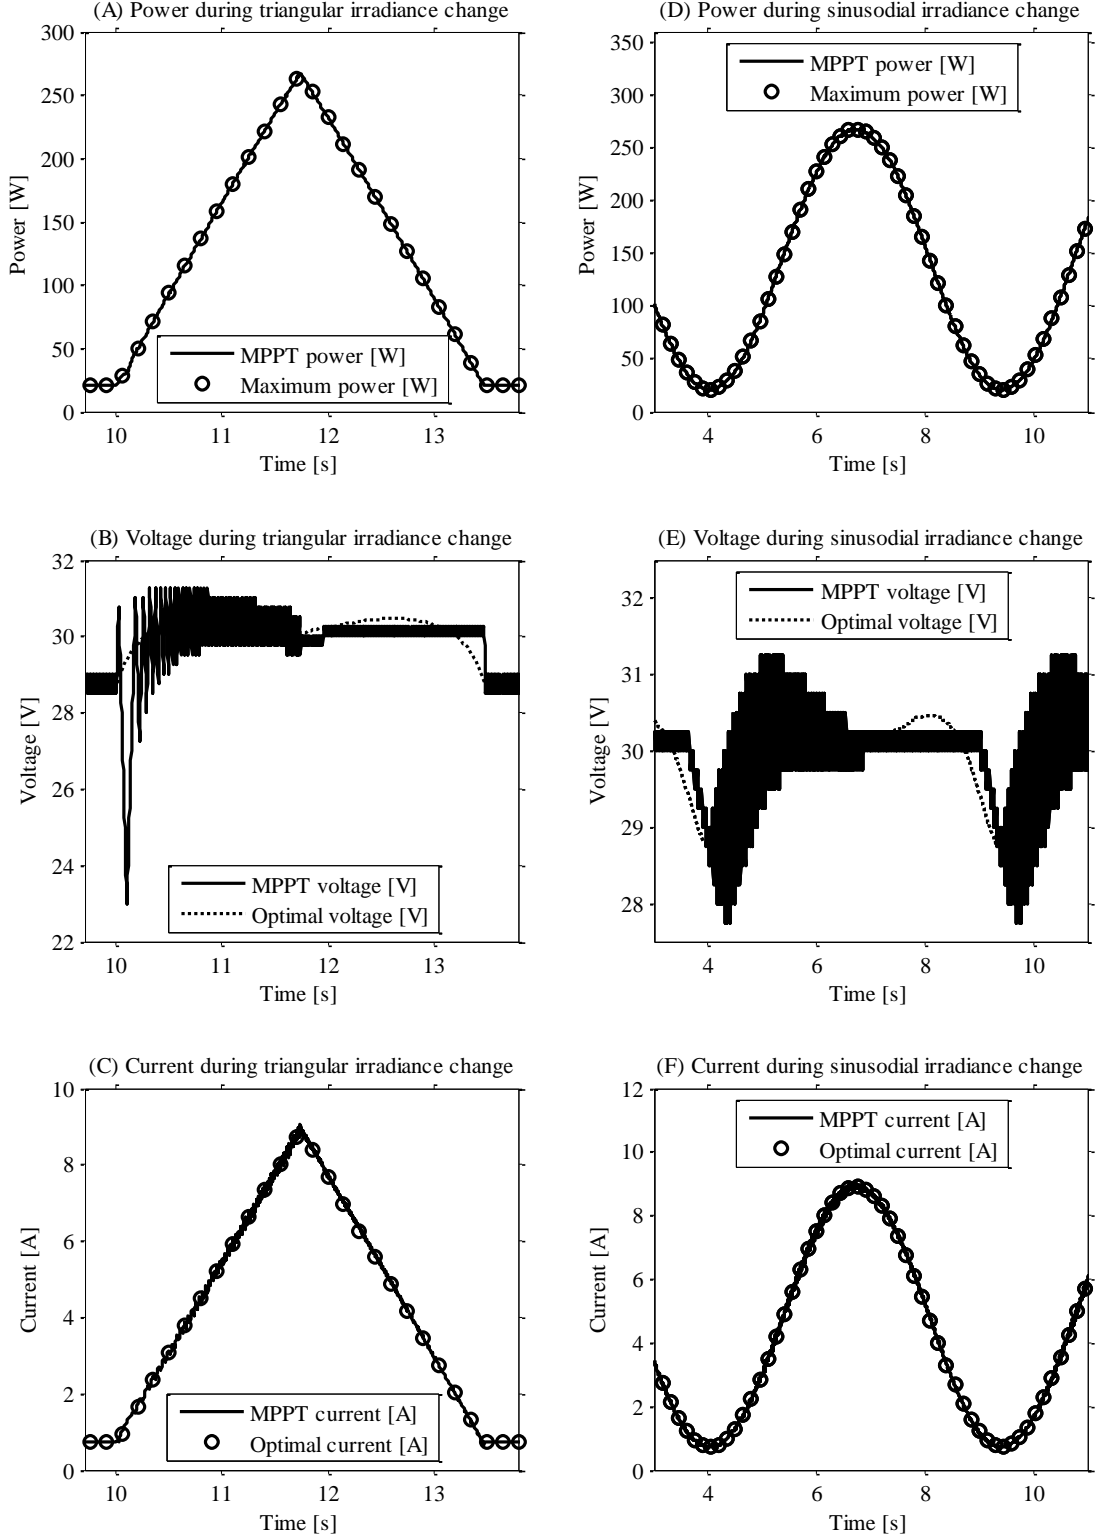 (A) Power during triangular irradiance change
300
250
200
150
100
50
0
Power [W]
MPPT power [W]
Maximum power [W]
10 11 12 13
Time [s]
(D) Power during sinusodial irradiance change
350
300
250
200
150
100
50
0
Power [W]
MPPT power [W]
Maximum power [W]
4 6 8 10
Time [s]
(B) Voltage during triangular irradiance change
32
30
28
26
24
22
Voltage [V]
MPPT voltage [V]
Optimal voltage [V]
10 11 12 13
Time [s]
(E) Voltage during sinusodial irradiance change
32
31
30
29
28
Voltage [V]
MPPT voltage [V]
Optimal voltage [V]
4 6 8 10
Time [s]
(C) Current during triangular irradiance change
10
8
6
4
2
0
Current [A]
MPPT current [A]
Optimal current [A]
10 11 12 13
Time [s]
(F) Current during sinusodial irradiance change
12
10
8
6
4
2
0
Current [A]
MPPT current [A]
Optimal current [A]
4 6 8 10
Time [s]